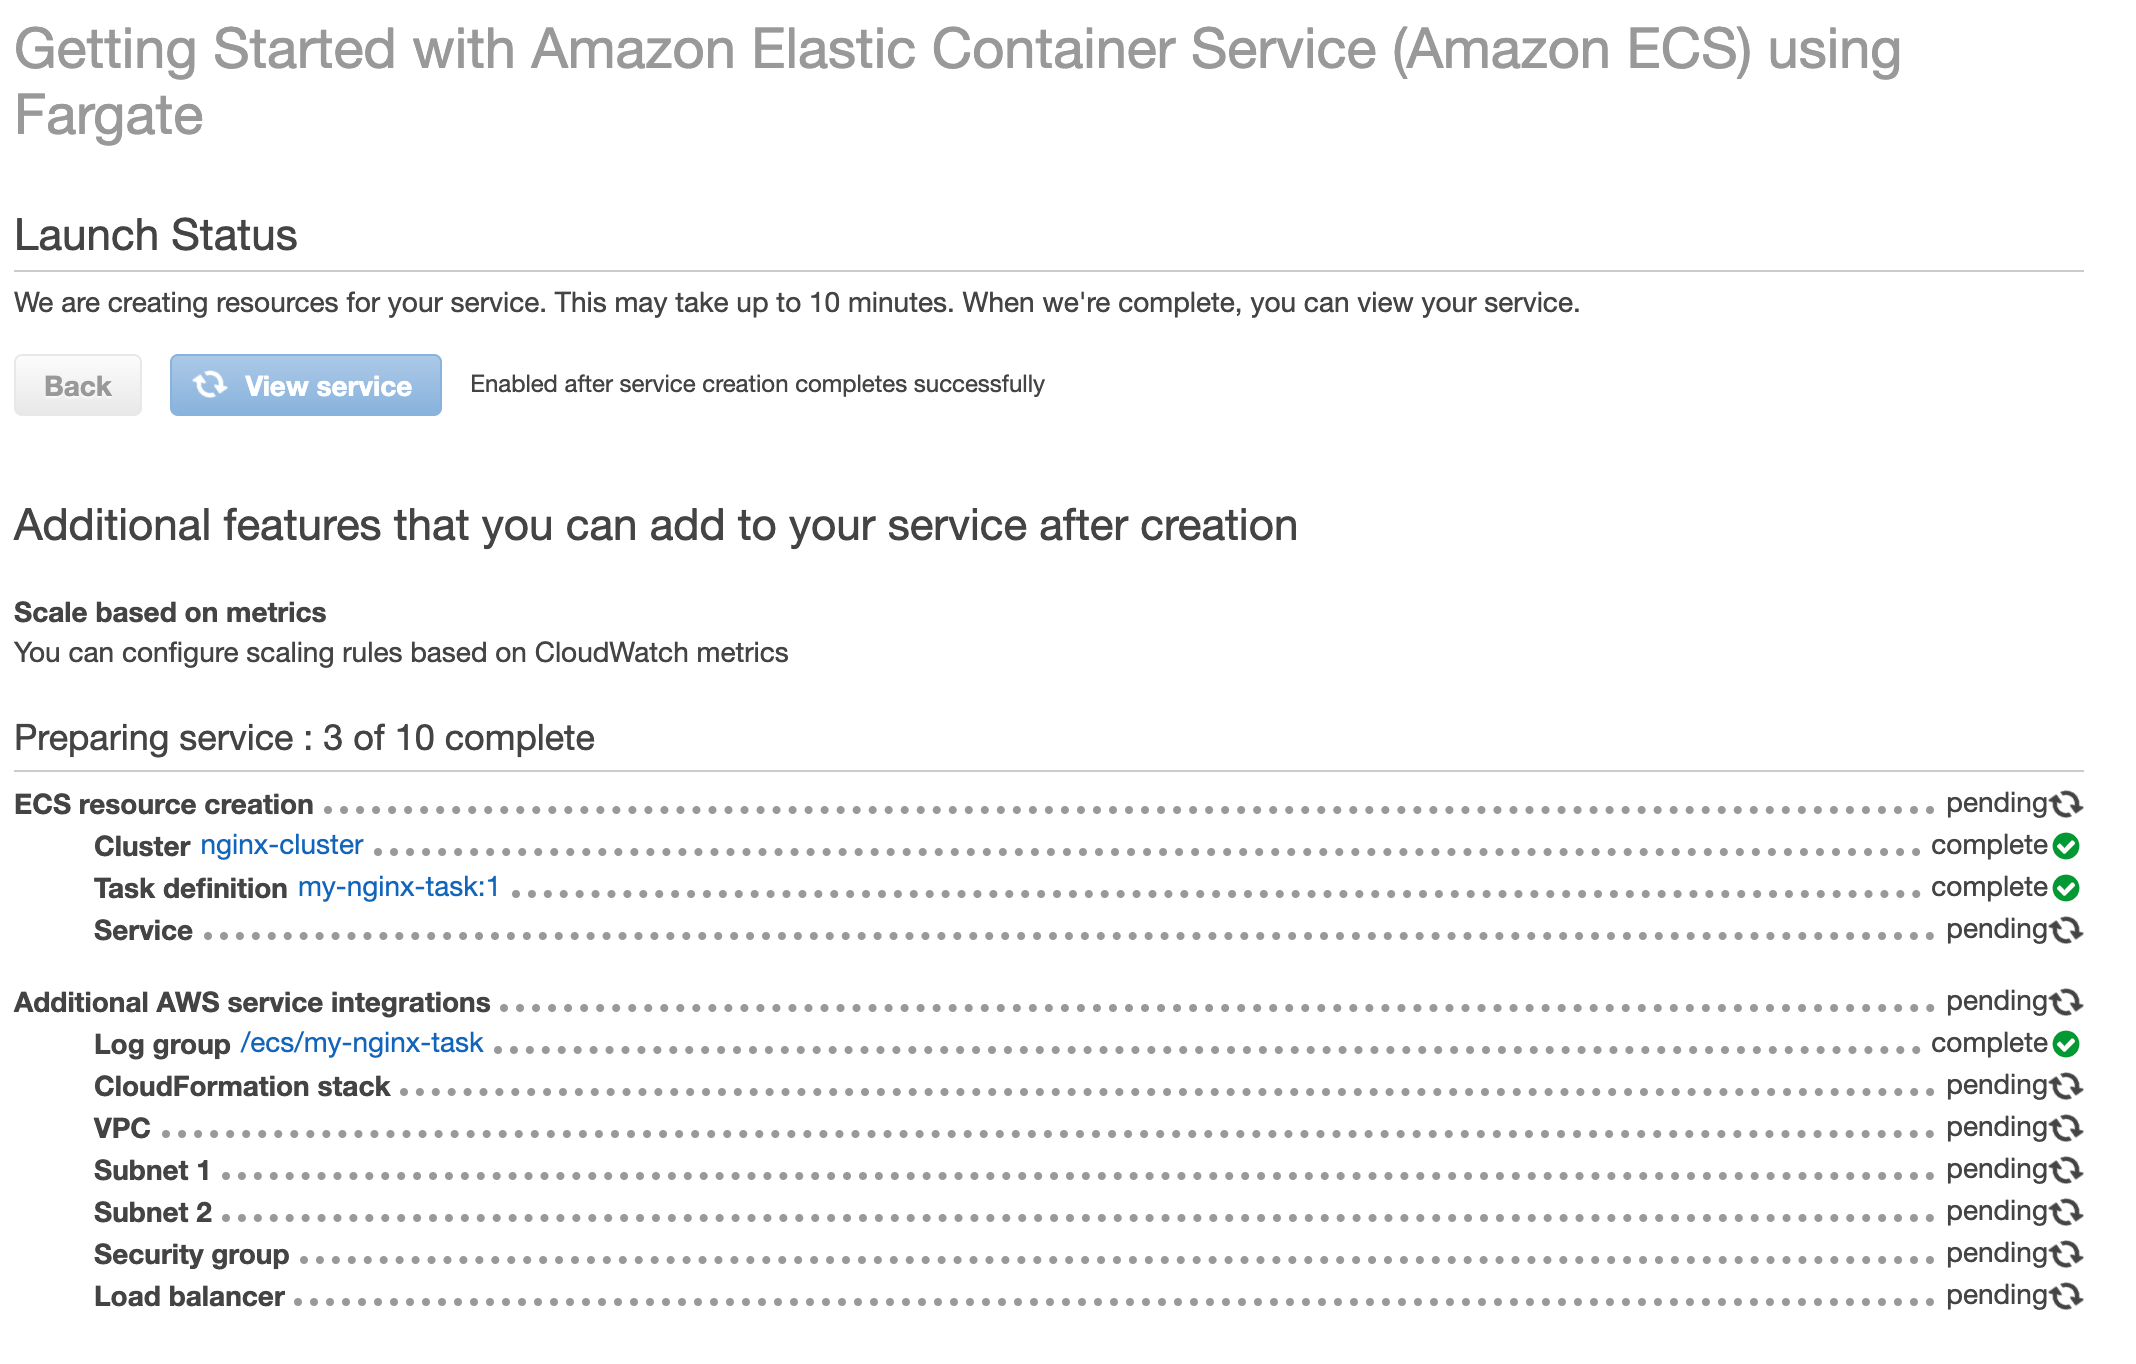 Getting Started with Amazon Elastic Container Service (Amazon ECS) using
Fargate
Launch Status
We are creating resources for your service. This may take up to 10 minutes. When we're complete, you can view your service.
Back View service Enabled after service creation completes successfully
Additional features that you can add to your service after creation
Scale based on metrics
You can configure scaling rules based on CloudWatch metrics
Preparing service : 3 of 10 complete
ECS resource creation pending
Cluster nginx-cluster complete
Task definition my-nginx-task:1 complete
Service pending
Additional AWS service integrations pending
Log group /ecs/my-nginx-task complete
CloudFormation stack pending
VPC pending
Subnet 1 pending
Subnet 2 pending
Security group pending
Load balancer pending